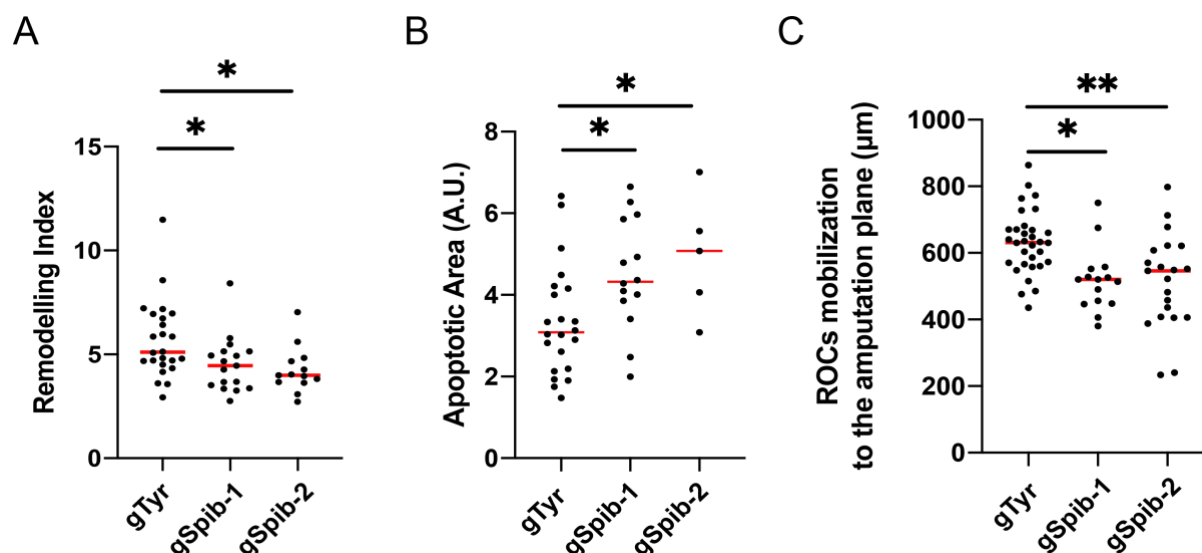 A
B
C
*
*
Remodelling Index
15
10
5
0
gTyr
gSpib-1
gSpib-2
*
*
Apoptotic Area (A.U.)
8
6
4
2
0
gTyr
gSpib-1
gSpib-2
**
*
ROCs mobilization
to the amputation plane (μm)
1000
800
600
400
200
0
gTyr
gSpib-1
gSpib-2